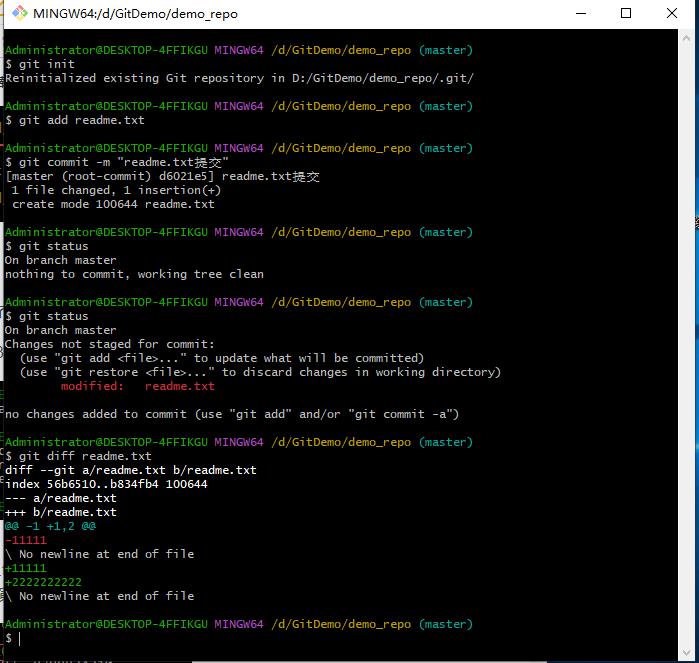 MINGW64:/d/GitDemo/demo_repo
Administrator@DESKTOP-4FFIKGU MINGW64 /d/GitDemo/demo_repo (master)
$ git init
Reinitialized existing Git repository in D:/GitDemo/demo_repo/.git/
Administrator@DESKTOP-4FFIKGU MINGW64 /d/GitDemo/demo_repo (master)
$ git add readme.txt
Administrator@DESKTOP-4FFIKGU MINGW64 /d/GitDemo/demo_repo (master)
$ git commit -m "readme.txt提交"
[master (root-commit) d6021e5] readme.txt提交
 1 file changed, 1 insertion(+)
 create mode 100644 readme.txt
Administrator@DESKTOP-4FFIKGU MINGW64 /d/GitDemo/demo_repo (master)
$ git status
On branch master
nothing to commit, working tree clean
Administrator@DESKTOP-4FFIKGU MINGW64 /d/GitDemo/demo_repo (master)
$ git status
On branch master
Changes not staged for commit:
  (use "git add <file>..." to update what will be committed)
  (use "git restore <file>..." to discard changes in working directory)
        modified:   readme.txt
no changes added to commit (use "git add" and/or "git commit -a")
Administrator@DESKTOP-4FFIKGU MINGW64 /d/GitDemo/demo_repo (master)
$ git diff readme.txt
diff --git a/readme.txt b/readme.txt
index 56b6510..b834fb4 100644
--- a/readme.txt
+++ b/readme.txt
@@ -1 +1,2 @@
-11111
\ No newline at end of file
+11111
+2222222222
\ No newline at end of file
Administrator@DESKTOP-4FFIKGU MINGW64 /d/GitDemo/demo_repo (master)
$